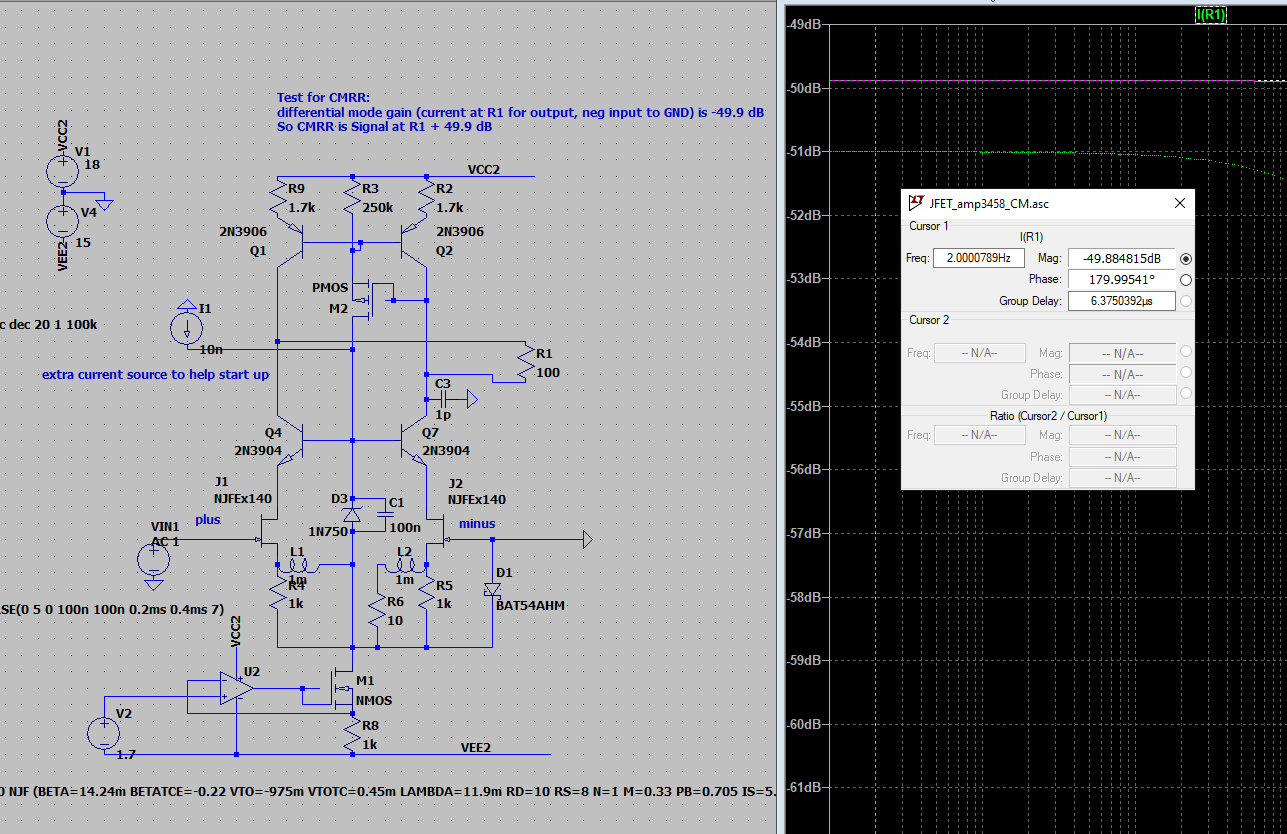 Test for CMRR:
differential mode gain (current at R1 for output, neg input to GND) is -49.9 dB
So CMRR is Signal at R1 + 49.9 dB
VCC2
V1
18
V4
15
VEE2
VCC2
R9
1.7k
R3
250k
R2
1.7k
2N3906
Q1
2N3906
Q2
PMOS
M2
I1
10n
c dec 20 1 100k
extra current source to help start up
R1
100
C3
1p
Q4
2N3904
Q7
2N3904
J1
NJFEx140
J2
NJFEx140
D3
1N750
C1
100n
plus
minus
VIN1
AC 1
L1
1m
L2
1m
R4
1k
R5
1k
R6
10
D1
BAT54AHM
SE(0 5 0 100n 100n 0.2ms 0.4ms 7)
VCC2
U2
M1
NMOS
V2
1.7
R8
1k
VEE2
0 NJF (BETA=14.24m BETATCE=-0.22 VTO=-975m VTOTC=0.45m LAMBDA=11.9m RD=10 RS=8 N=1 M=0.33 PB=0.705 IS=5.
I(R1)
-49dB
-50dB
-51dB
-52dB
-53dB
-54dB
-55dB
-56dB
-57dB
-58dB
-59dB
-60dB
-61dB
JFET_amp3458_CM.asc
Cursor 1
I(R1)
Freq: 2.0000789Hz Mag: -49.884815dB
Phase: 179.99541°
Group Delay: 6.3750392µs
Cursor 2
Freq: -- N/A-- Mag: -- N/A--
Phase: -- N/A--
Group Delay: -- N/A--
Ratio (Cursor2 / Cursor1)
Freq: -- N/A-- Mag: -- N/A--
Phase: -- N/A--
Group Delay: -- N/A--